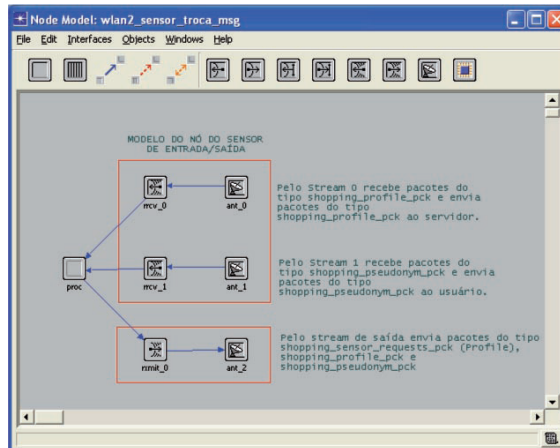 Node Model: wlan2_sensor_troca_msg
File Edit Interfaces Objects Windows Help
MODELO DO NÓ DO SENSOR
DE ENTRADA/SAÍDA
rrcv_0
ant_0
Pelo Stream 0 recebe pacotes do
tipo shopping_profile_pck e envia
pacotes do tipo
shopping_profile_pck ao servidor.
proc
rrcv_1
ant_1
Pelo Stream 1 recebe pacotes do
tipo shopping_pseudonym_pck e envia
pacotes do tipo
shopping_pseudonym_pck ao usuário.
rxmit_0
ant_2
Pelo stream de saída envia pacotes do tipo
shopping_sensor_requests_pck (Profile),
shopping_profile_pck e
shopping_pseudonym_pck